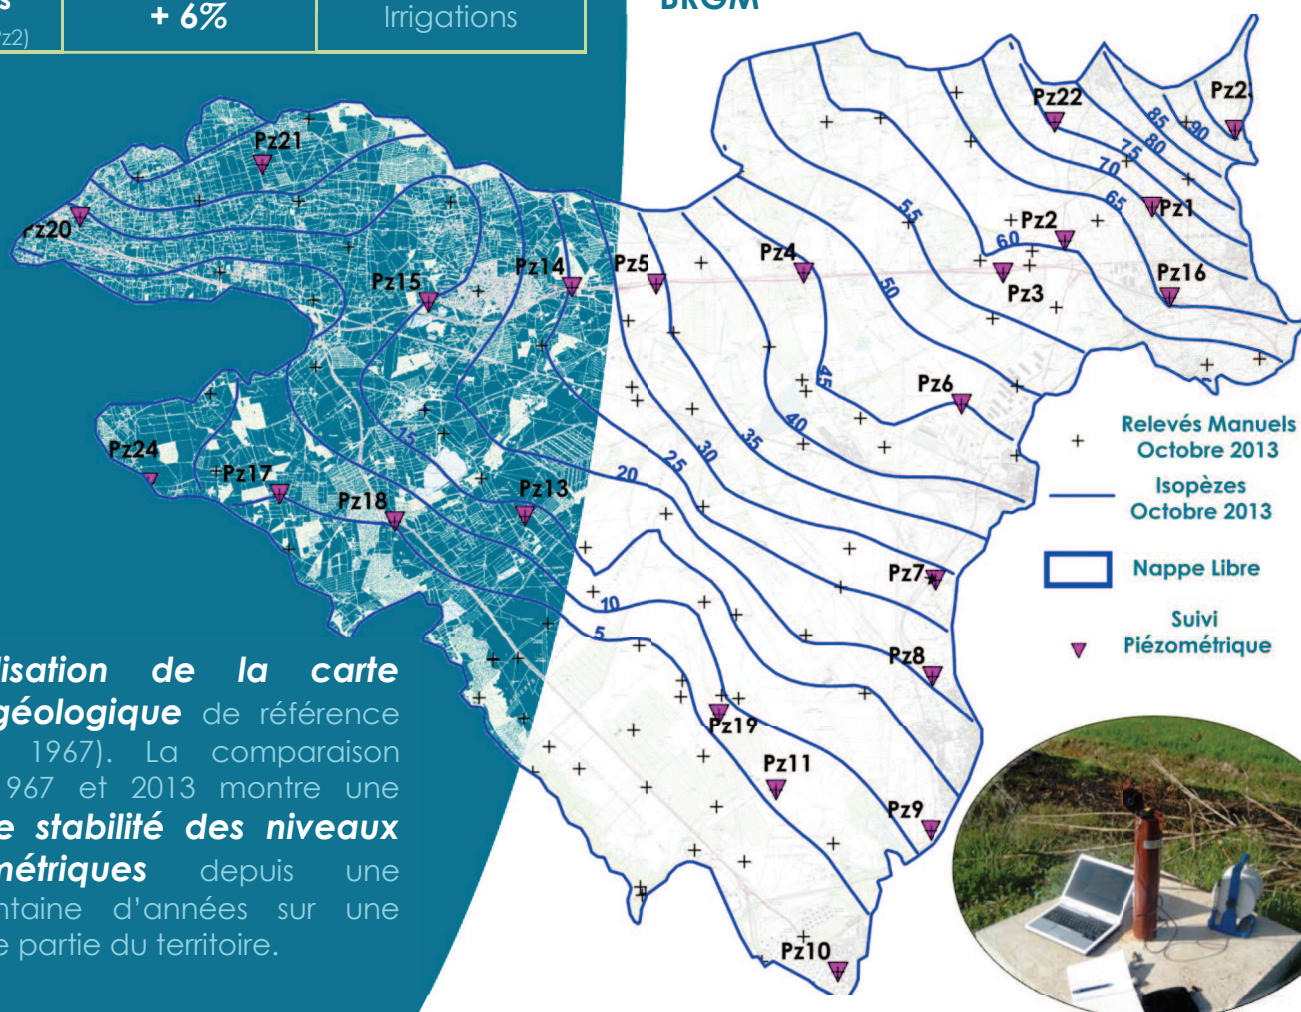 s
z2)
+ 6%
Irrigations
BRGM
Pz22
Pz2
85
90
80
75
70
65
Pz1
Pz21
Pz20
55
Pz2
60
Pz4
Pz5
Pz14
Pz15
Pz16
Pz3
50
45
Pz6
40
35
30
25
20
15
Pz24
Pz17
Pz18
Pz13
Pz7
10
5
Pz8
Pz19
Pz11
Pz9
Pz10
Relevés Manuels
Octobre 2013
Isopèzes
Octobre 2013
Nappe Libre
Suivi
Piézométrique
lisation de la carte
géologique de référence
1967). La comparaison
1967 et 2013 montre une
e stabilité des niveaux
métriques depuis une
ntaine d'années sur une
e partie du territoire.